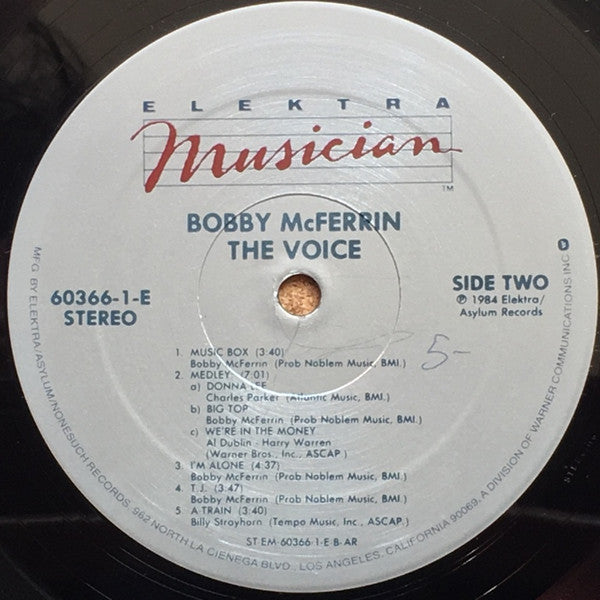 ELEKTRA
Musician
TM
BOBBY McFERRIN
THE VOICE
60366-1-E
STEREO
SIDE TWO
℗ 1984 Elektra/
Asylum Records
5-
1. MUSIC BOX (3:40)
Bobby McFerrin (Prob Noblem Music, BMI.)
2. MEDLEY: (7:01)
a) DONNA LEE
Charles Parker (Atlantic Music, BMI.)
b) BIG TOP
Bobby McFerrin (Prob Noblem Music, BMI.)
c) WE'RE IN THE MONEY
Al Dublin - Harry Warren
(Warner Bros., Inc., ASCAP.)
3. I'M ALONE (4:37)
Bobby McFerrin (Prob Noblem Music, BMI.)
4. T.J. (3:47)
Bobby McFerrin (Prob Noblem Music, BMI.)
5. A TRAIN (3:40)
Billy Strayhorn (Tempo Music, Inc., ASCAP.)
ST-EM-60366-1-E-B-AR
MFG. BY ELEKTRA/ASYLUM/NONESUCH RECORDS, 962 NORTH LA CIENEGA BLVD., LOS ANGELES, CALIFORNIA 90069, A DIVISION OF WARNER COMMUNICATIONS INC.